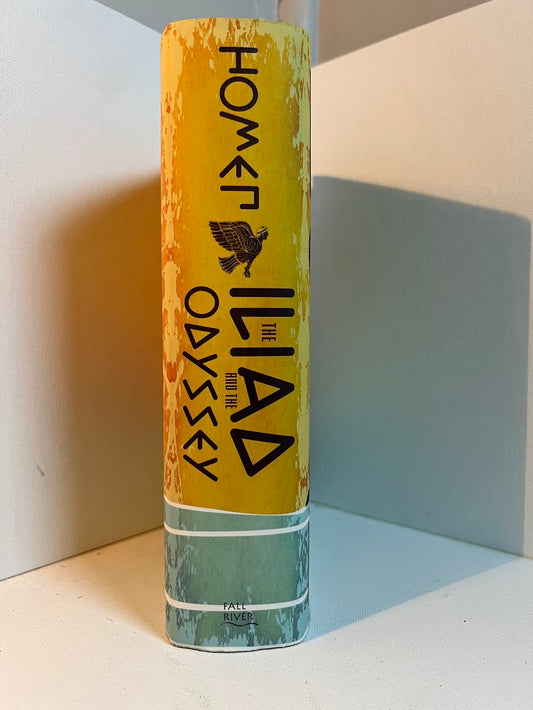 HOMER
THE
ILIAD
AND THE
ODYSSEY
FALL
RIVER